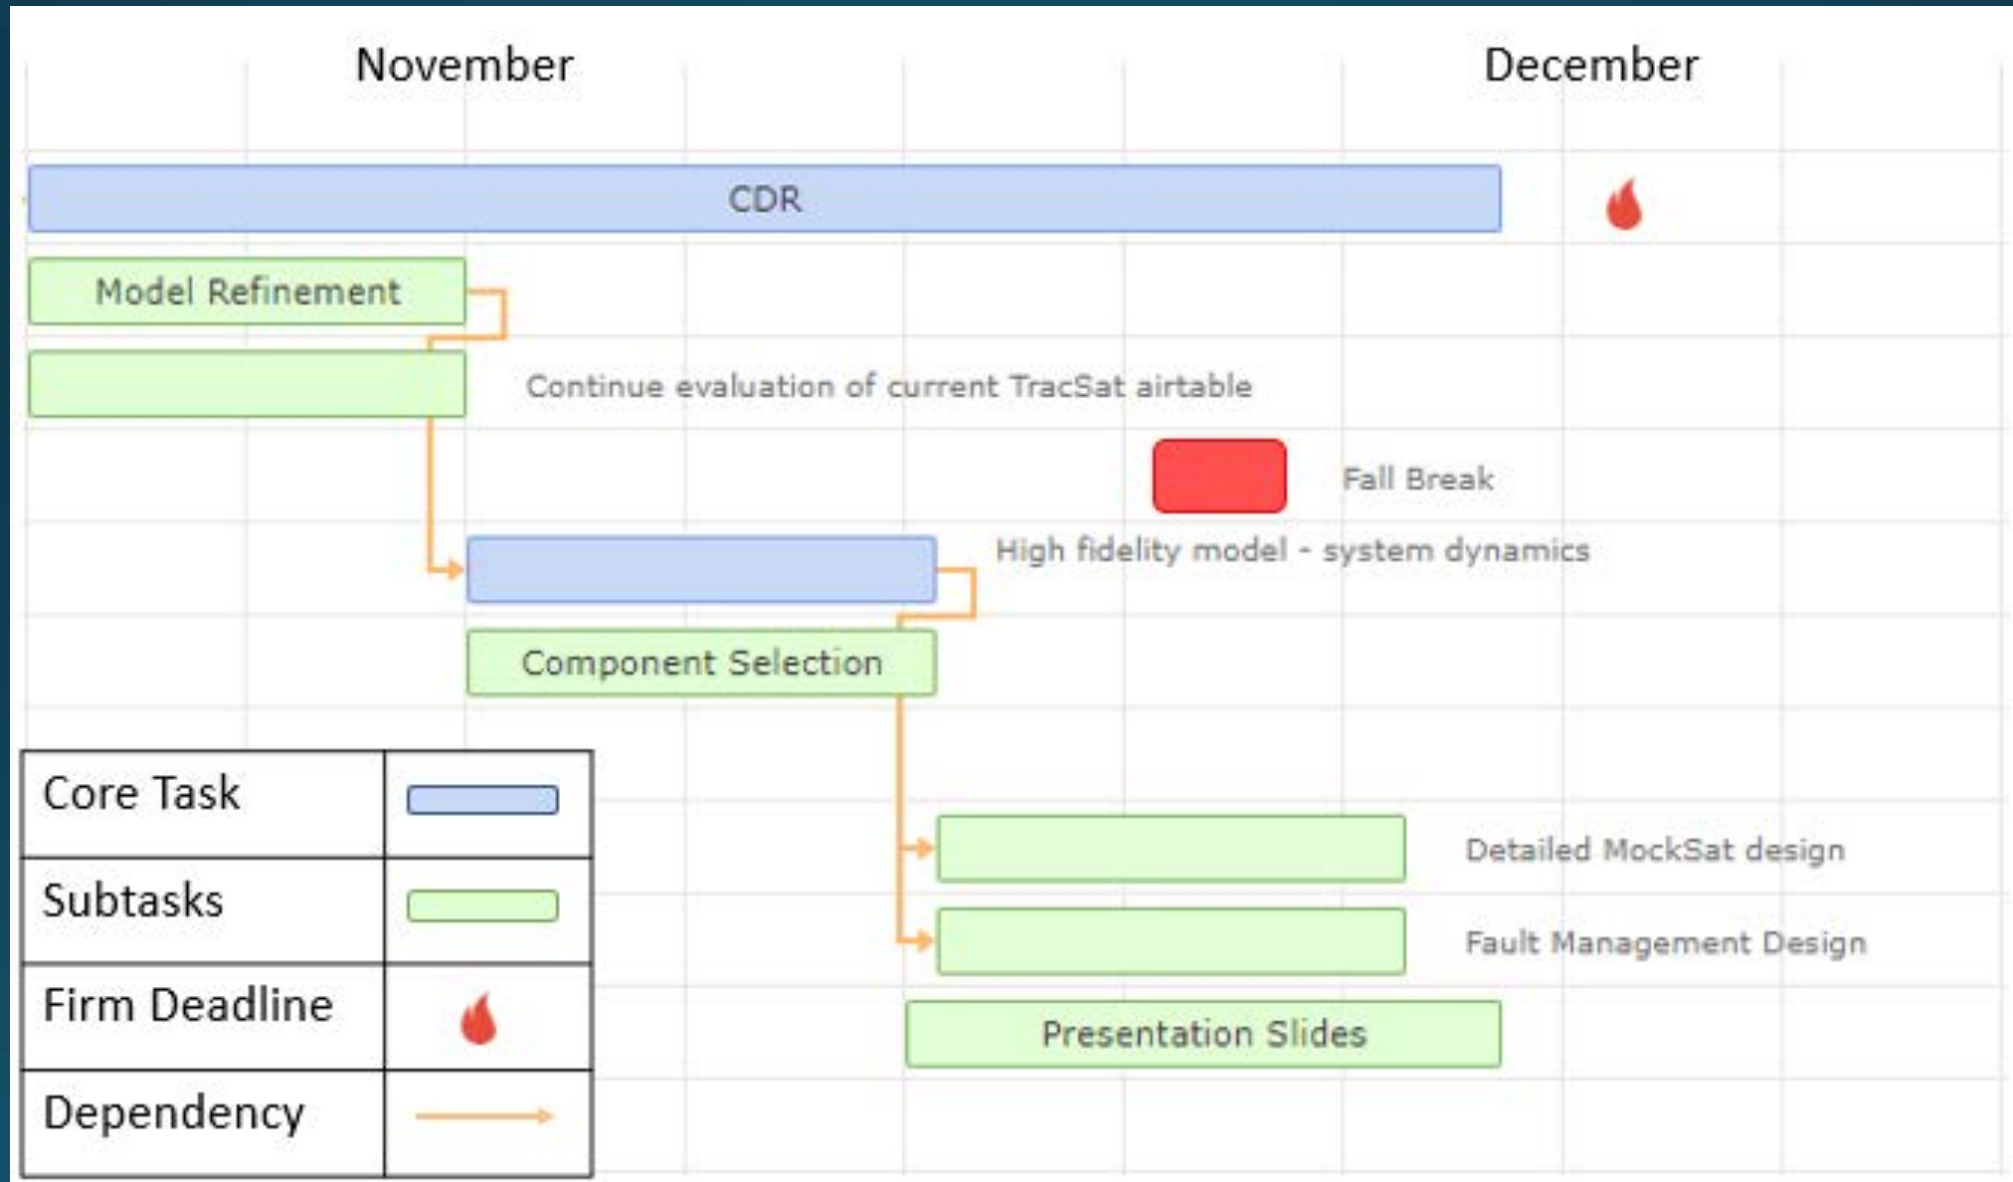 November
December
CDR
Model Refinement
Continue evaluation of current TracSat airtable
Fall Break
High fidelity model - system dynamics
Component Selection
Detailed MockSat design
Fault Management Design
Presentation Slides
Core Task
Subtasks
Firm Deadline
Dependency